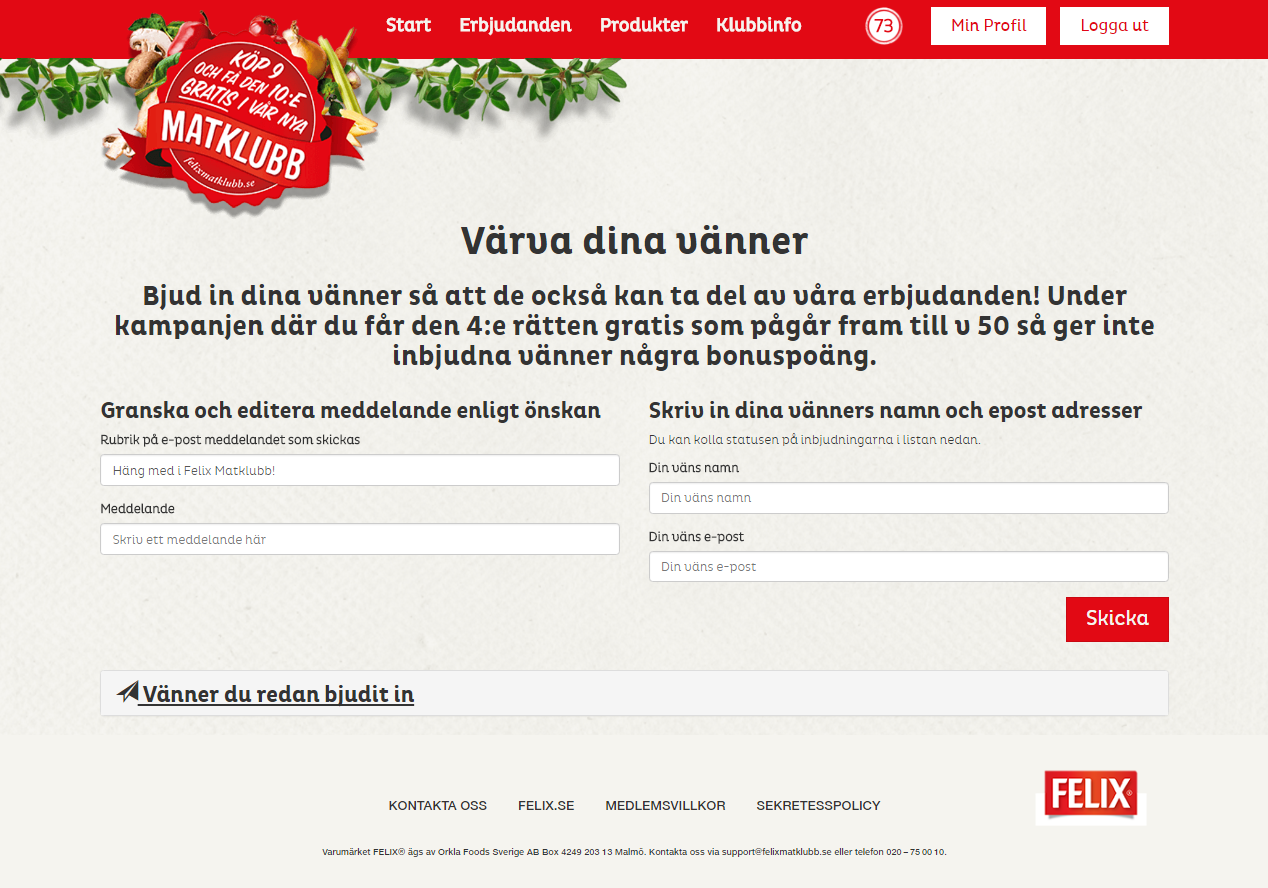 Start Erbjudanden Produkter Klubbinfo 73 Min Profil Logga ut
KÖP 9
OCH FÅ DEN 10:E
GRATIS I VÅR NYA
MATKLUBB
felixmatklubb.se
Värva dina vänner
Bjud in dina vänner så att de också kan ta del av våra erbjudanden! Under
kampanjen där du får den 4:e rätten gratis som pågår fram till v 50 så ger inte
inbjudna vänner några bonuspoäng.
Granska och editera meddelande enligt önskan
Rubrik på e-post meddelandet som skickas
Häng med i Felix Matklubb!
Meddelande
Skriv ett meddelande här
Skriv in dina vänners namn och epost adresser
Du kan kolla statusen på inbjudningarna i listan nedan.
Din väns namn
Din väns namn
Din väns e-post
Din väns e-post
Skicka
Vänner du redan bjudit in
KONTAKTA OSS FELIX.SE MEDLEMSVILLKOR SEKRETESSPOLICY
FELIX®
Varumärket FELIX® ägs av Orkla Foods Sverige AB Box 4249 203 13 Malmö. Kontakta oss via support@felixmatklubb.se eller telefon 020 – 75 00 10.